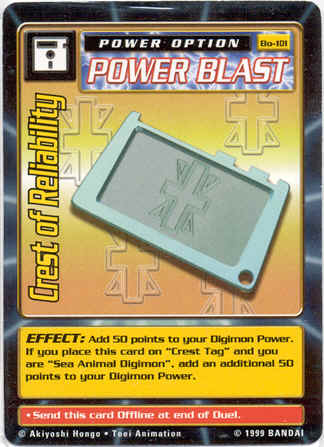 POWER OPTION
Bo-101
POWER BLAST
Crest of Reliability
EFFECT: Add 50 points to your Digimon Power.
If you place this card on "Crest Tag" and you
are "Sea Animal Digimon", add an additional 50
points to your Digimon Power.
• Send this card Offline at end of Duel.
© Akiyoshi Hongo • Toei Animation
© 1999 BANDAI